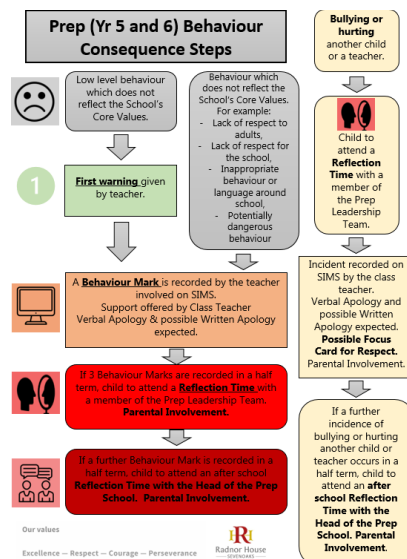 Prep (Yr 5 and 6) Behaviour
Consequence Steps
Low level behaviour
which does not
reflect the School's
Core Values.
1
First warning given
by teacher.
Behaviour which
does not reflect the
School's Core Values.
For example:
- Lack of respect to
adults,
- Lack of respect for
the school,
- Inappropriate
behaviour or
language around
school,
- Potentially
dangerous
behaviour
A Behaviour Mark is recorded by the teacher
involved on SIMS.
Support offered by Class Teacher
Verbal Apology & possible Written Apology
expected.
If 3 Behaviour Marks are recorded in a half
term, child to attend a Reflection Time with
a member of the Prep Leadership Team.
Parental Involvement.
If a further Behaviour Mark is recorded in a
half term, child to attend an after school
Reflection Time with the Head of the Prep
School. Parental Involvement.
Bullying or
hurting
another child
or a teacher.
Child to
attend a
Reflection
Time with a
member of
the Prep
Leadership
Team.
Incident recorded on
SIMS by the class
teacher.
Verbal Apology and
possible Written
Apology expected.
Possible Focus
Card for Respect.
Parental Involvement.
If a further
incidence of
bullying or hurting
another child or
teacher occurs in a
half term, child to
attend an after
school Reflection
Time with the
Head of the Prep
School. Parental
Involvement.
Our values
Excellence — Respect — Courage — Perseverance
RH
Radnor House
SEVENOAKS